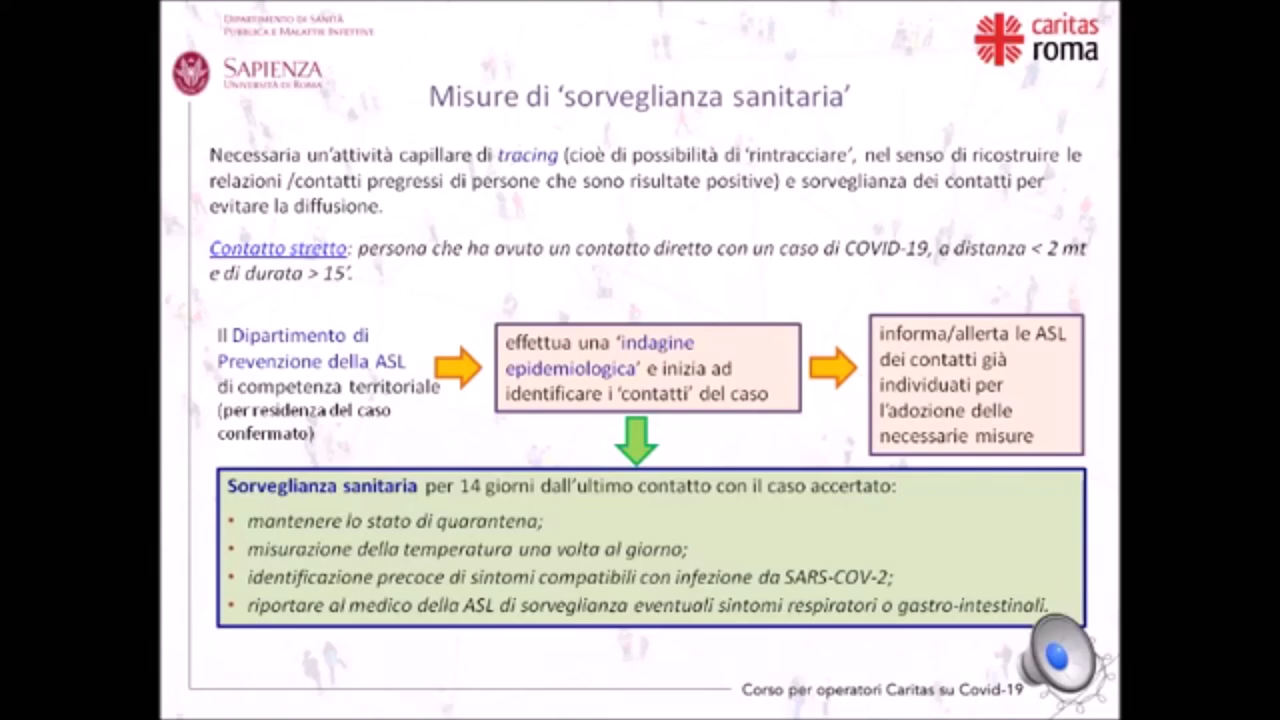 Dipartimento di Sanità
Pubblica e Malattie Infettive
Sapienza
Università di Roma
caritas
roma
Misure di ‘sorveglianza sanitaria’
Necessaria un’attività capillare di tracing (cioè di possibilità di ‘rintracciare’, nel senso di ricostruire le
relazioni /contatti pregressi di persone che sono risultate positive) e sorveglianza dei contatti per
evitare la diffusione.
Contatto stretto: persona che ha avuto un contatto diretto con un caso di COVID-19, a distanza < 2 mt
e di durata > 15’.
Il Dipartimento di
Prevenzione della ASL
di competenza territoriale
(per residenza del caso
confermato)
effettua una ‘indagine
epidemiologica’ e inizia ad
identificare i ‘contatti’ del caso
informa/allerta le ASL
dei contatti già
individuati per
l’adozione delle
necessarie misure
Sorveglianza sanitaria per 14 giorni dall’ultimo contatto con il caso accertato:
• mantenere lo stato di quarantena;
• misurazione della temperatura una volta al giorno;
• identificazione precoce di sintomi compatibili con infezione da SARS-COV-2;
• riportare al medico della ASL di sorveglianza eventuali sintomi respiratori o gastro-intestinali.
Corso per operatori Caritas su Covid-19